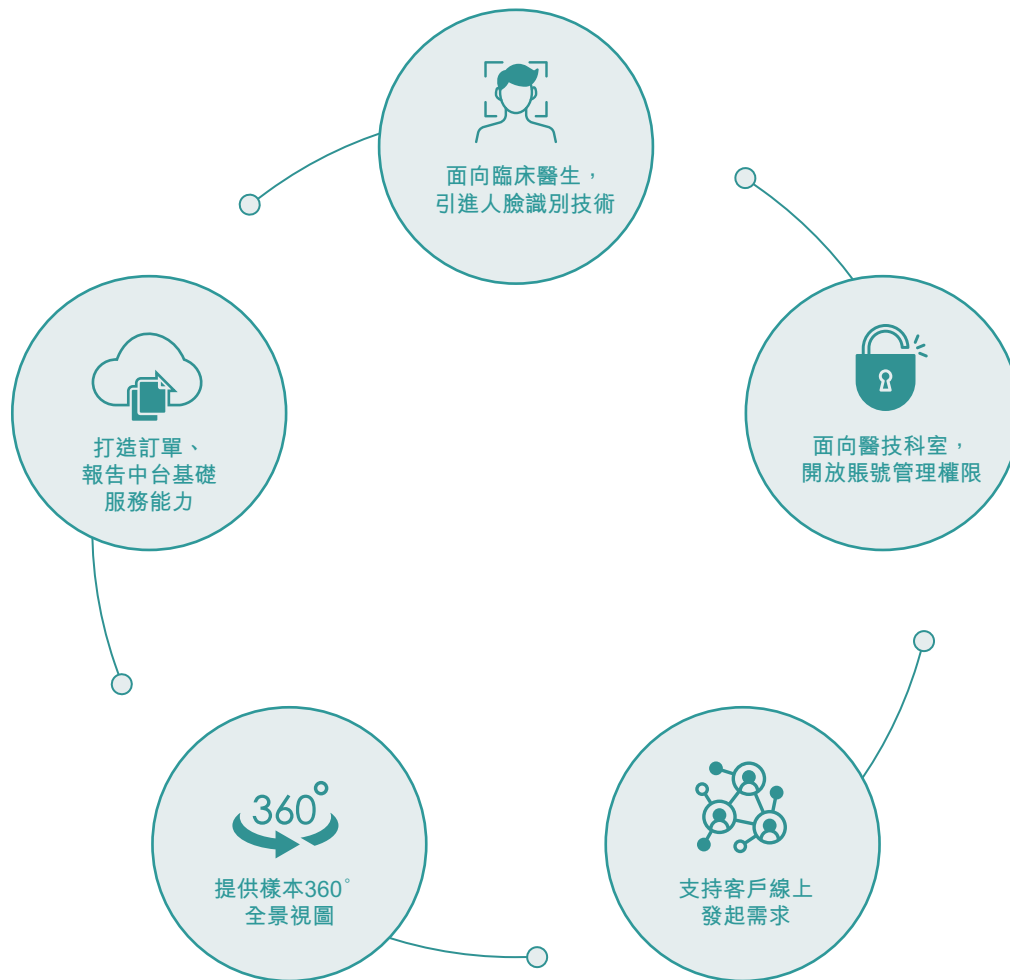 面向臨床醫生，
引進人臉識別技術
面向醫技科室，
開放賬號管理權限
支持客戶線上
發起需求
360°
提供樣本360°
全景視圖
打造訂單、
報告中台基礎
服務能力